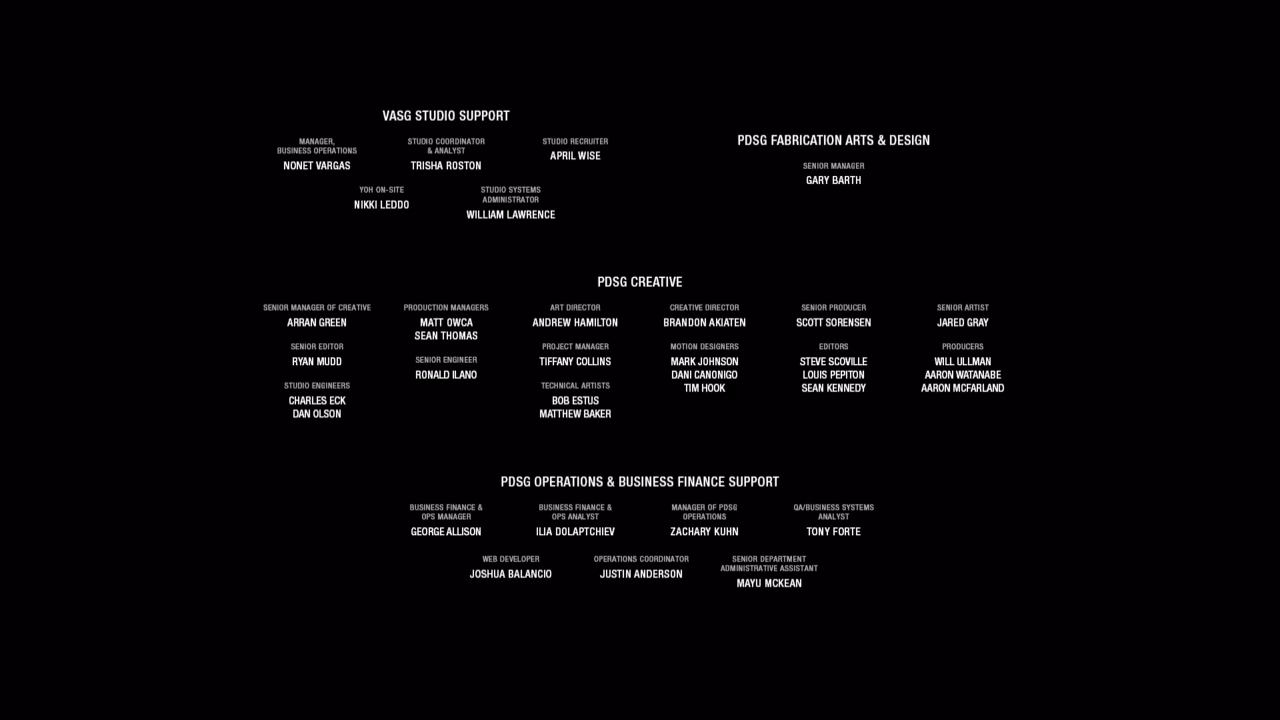 VASG STUDIO SUPPORT
MANAGER,
BUSINESS OPERATIONS
NONET VARGAS
STUDIO COORDINATOR
& ANALYST
TRISHA ROSTON
STUDIO RECRUITER
APRIL WISE
YOH ON-SITE
NIKKI LEDDO
STUDIO SYSTEMS
ADMINISTRATOR
WILLIAM LAWRENCE
PDSG FABRICATION ARTS & DESIGN
SENIOR MANAGER
GARY BARTH
PDSG CREATIVE
SENIOR MANAGER OF CREATIVE
ARRAN GREEN
SENIOR EDITOR
RYAN MUDD
STUDIO ENGINEERS
CHARLES ECK
DAN OLSON
PRODUCTION MANAGERS
MATT OWCA
SEAN THOMAS
SENIOR ENGINEER
RONALD ILANO
ART DIRECTOR
ANDREW HAMILTON
PROJECT MANAGER
TIFFANY COLLINS
TECHNICAL ARTISTS
BOB ESTUS
MATTHEW BAKER
CREATIVE DIRECTOR
BRANDON AKIATEN
MOTION DESIGNERS
MARK JOHNSON
DANI CANONIGO
TIM HOOK
SENIOR PRODUCER
SCOTT SORENSEN
EDITORS
STEVE SCOVILLE
LOUIS PEPITON
SEAN KENNEDY
SENIOR ARTIST
JARED GRAY
PRODUCERS
WILL ULLMAN
AARON WATANABE
AARON MCFARLAND
PDSG OPERATIONS & BUSINESS FINANCE SUPPORT
BUSINESS FINANCE &
OPS MANAGER
GEORGE ALLISON
BUSINESS FINANCE &
OPS ANALYST
ILIA DOLAPTCHIEV
MANAGER OF PDSG
OPERATIONS
ZACHARY KUHN
QA/BUSINESS SYSTEMS
ANALYST
TONY FORTE
WEB DEVELOPER
JOSHUA BALANCIO
OPERATIONS COORDINATOR
JUSTIN ANDERSON
SENIOR DEPARTMENT
ADMINISTRATIVE ASSISTANT
MAYU MCKEAN